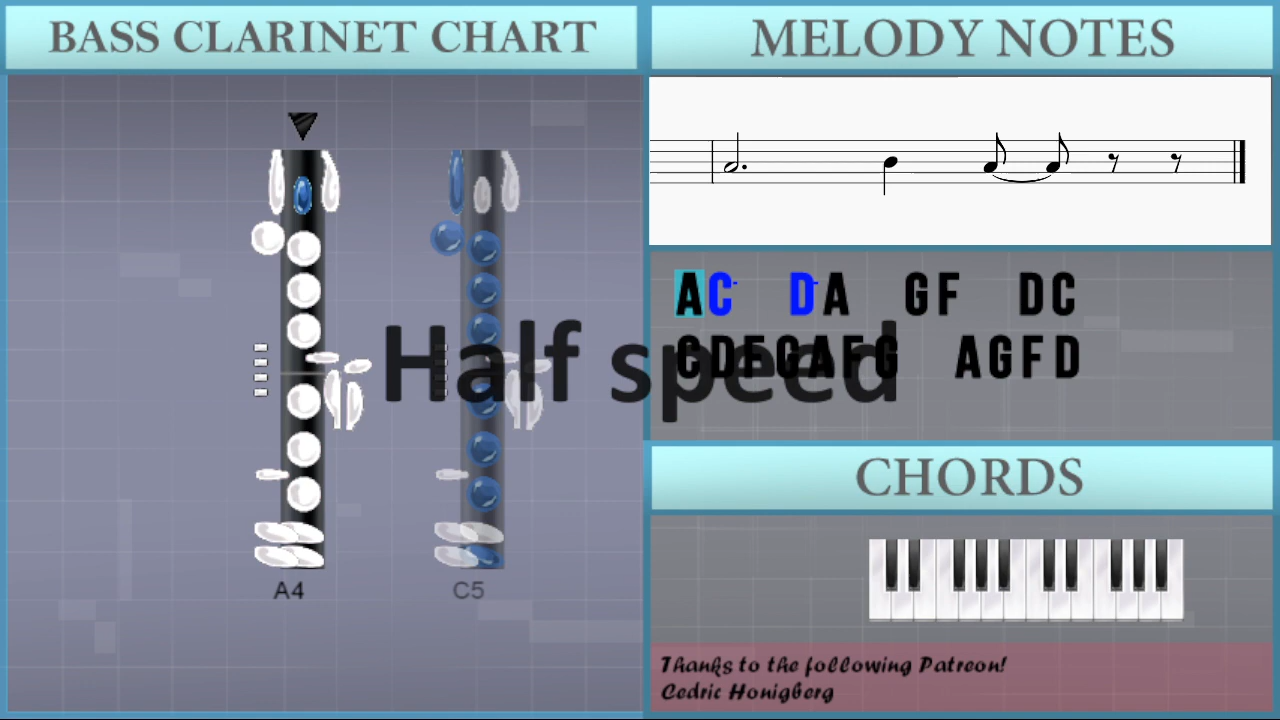 BASS CLARINET CHART
MELODY NOTES
AC DA GF DC
CDFGAFG AGFD
Half speed
A4 C5
CHORDS
Thanks to the following Patreon!
Cedric Honigberg